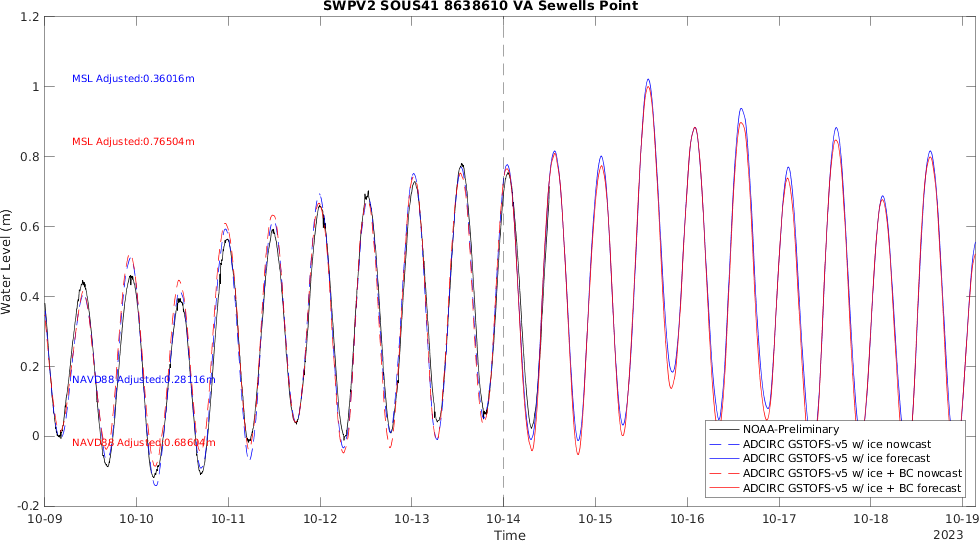 SWPV2 SOUS41 8638610 VA Sewells Point
1.2
1
0.8
0.6
0.4
0.2
0
-0.2
Water Level (m)
MSL Adjusted:0.36016m
MSL Adjusted:0.76504m
NAVD88 Adjusted:0.28116m
NAVD88 Adjusted:0.68604m
NOAA-Preliminary
ADCIRC GSTOFS-v5 w/ ice nowcast
ADCIRC GSTOFS-v5 w/ ice forecast
ADCIRC GSTOFS-v5 w/ ice + BC nowcast
ADCIRC GSTOFS-v5 w/ ice + BC forecast
10-09 10-10 10-11 10-12 10-13 10-14 10-15 10-16 10-17 10-18 10-19
Time
2023